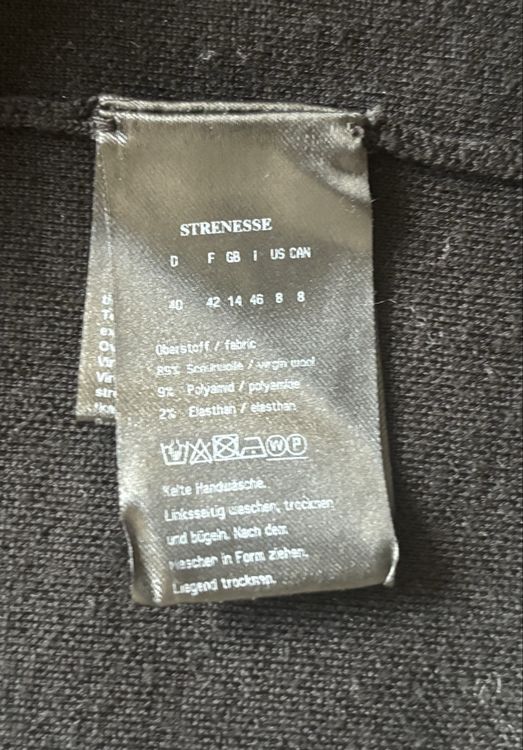 STRENESSE
D F GB I US CAN
40 42 14 46 8 8
Oberstoff / fabric
89% Schurwolle / virgin wool
9% Polyamid / polyamide
2% Elasthan / elasthan
W P
Kalte Handwäsche.
Linksseitig waschen, trocknen
und bügeln. Nach dem
Waschen in Form ziehen.
Liegend trocknen.